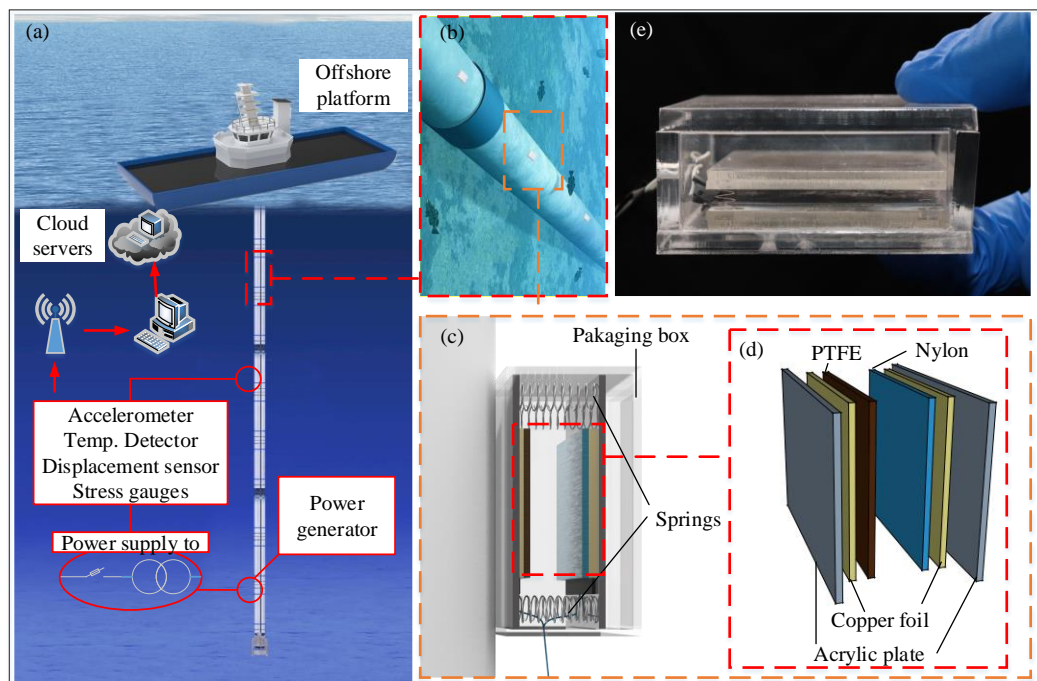 (a)
Offshore
platform
Cloud
servers
Accelerometer
Temp. Detector
Displacement sensor
Stress gauges
Power supply to
Power
generator
(b)
(e)
(c)
Pakaging box
Springs
(d)
PTFE
Nylon
Copper foil
Acrylic plate